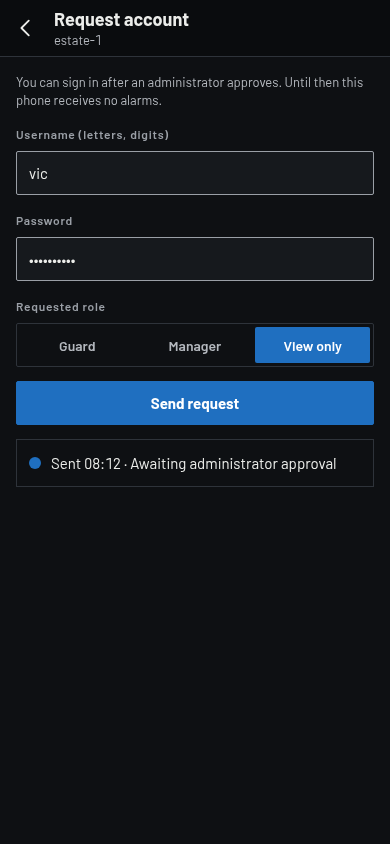 Request account
estate-1
You can sign in after an administrator approves. Until then this
phone receives no alarms.
Username (letters, digits)
vic
Password
••••••••••
Requested role
Guard Manager View only
Send request
Sent 08:12 · Awaiting administrator approval